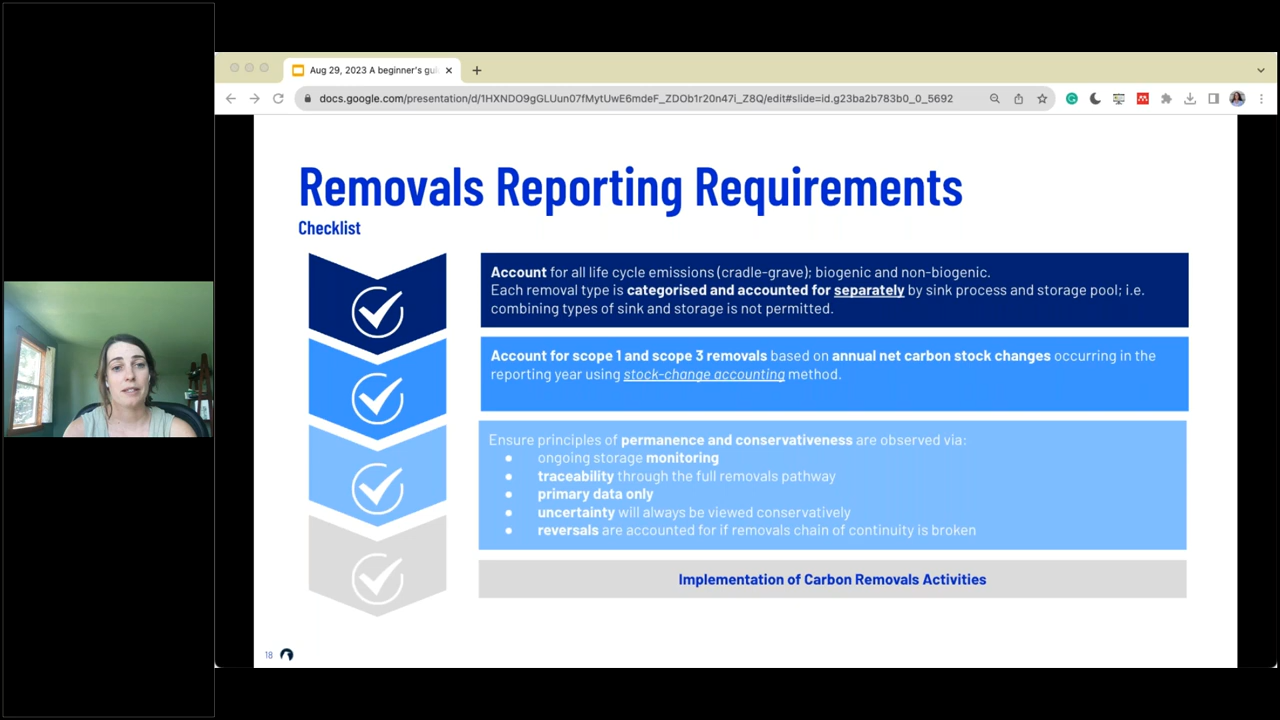 Aug 29, 2023 A beginner's gui
docs.google.com/presentation/d/1HXNDO9gGLUun07fMytUwE6mdeF_ZDOb1r20n47i_Z8Q/edit#slide=id.g23ba2b783b0_0_5692
Removals Reporting Requirements
Checklist
Account for all life cycle emissions (cradle-grave); biogenic and non-biogenic.
Each removal type is categorised and accounted for separately by sink process and storage pool; i.e.
combining types of sink and storage is not permitted.
Account for scope 1 and scope 3 removals based on annual net carbon stock changes occurring in the
reporting year using stock-change accounting method.
Ensure principles of permanence and conservativeness are observed via:
● ongoing storage monitoring
● traceability through the full removals pathway
● primary data only
● uncertainty will always be viewed conservatively
● reversals are accounted for if removals chain of continuity is broken
Implementation of Carbon Removals Activities
18